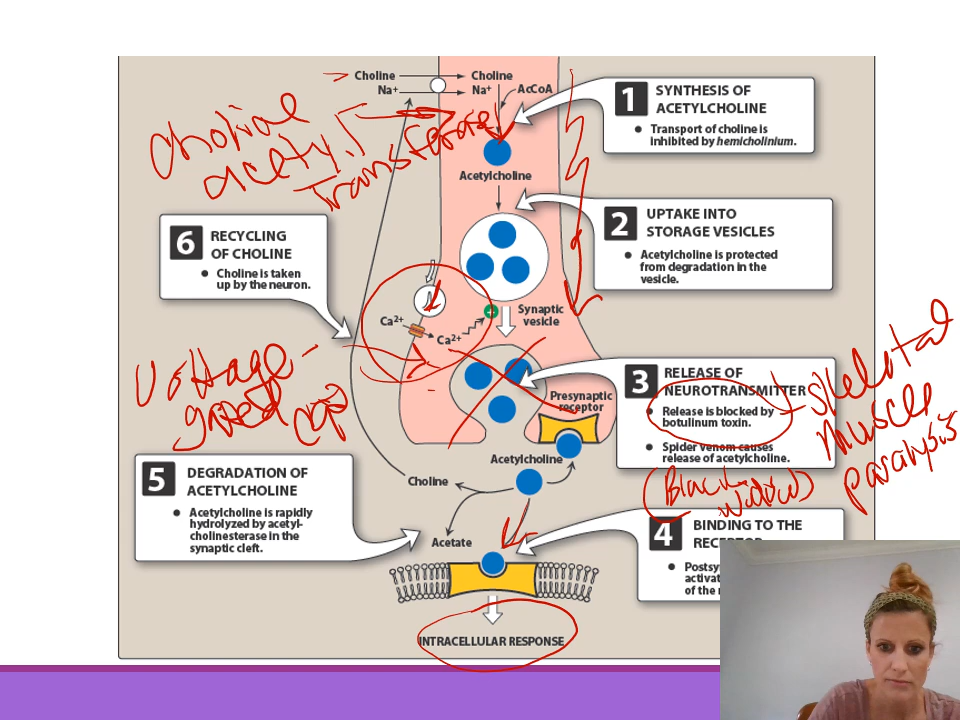 Choline
Choline
Na⁺
Na⁺
AcCoA
1
SYNTHESIS OF
ACETYLCHOLINE
• Transport of choline is
inhibited by hemicholinium.
Choline
acetyl
transferase
Acetylcholine
2
UPTAKE INTO
STORAGE VESICLES
• Acetylcholine is protected
from degradation in the
vesicle.
6
RECYCLING
OF CHOLINE
• Choline is taken
up by the neuron.
Ca²⁺
Ca²⁺
+
Synaptic
vesicle
Voltage-
gated
3
RELEASE OF
NEUROTRANSMITTER
• Release is blocked by
botulinum toxin.
• Spider venom causes
release of acetylcholine.
skeletal
muscle
paralysis
(Black
widow)
Presynaptic
receptor
Acetylcholine
5
DEGRADATION OF
ACETYLCHOLINE
• Acetylcholine is rapidly
hydrolyzed by acetyl-
cholinesterase in the
synaptic cleft.
Choline
Acetate
4
BINDING TO THE
• Postsy
activat
of the
INTRACELLULAR RESPONSE